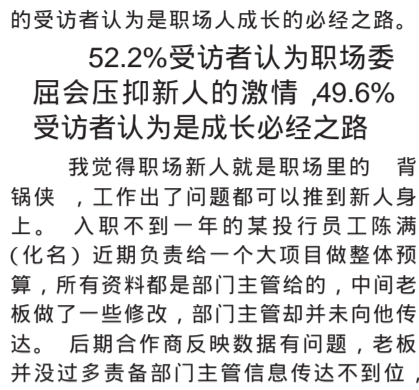 的受访者认为是职场人成长的必经之路。
52.2%受访者认为职场委
屈会压抑新人的激情 ,49.6%
受访者认为是成长必经之路
我觉得职场新人就是职场里的 背
锅侠 ，工作出了问题都可以推到新人身
上。 入职不到一年的某投行员工陈满
(化名) 近期负责给一个大项目做整体预
算，所有资料都是部门主管给的，中间老
板做了一些修改，部门主管却并未向他传
达。 后期合作商反映数据有问题，老板
并没过多责备部门主管信息传达不到位，